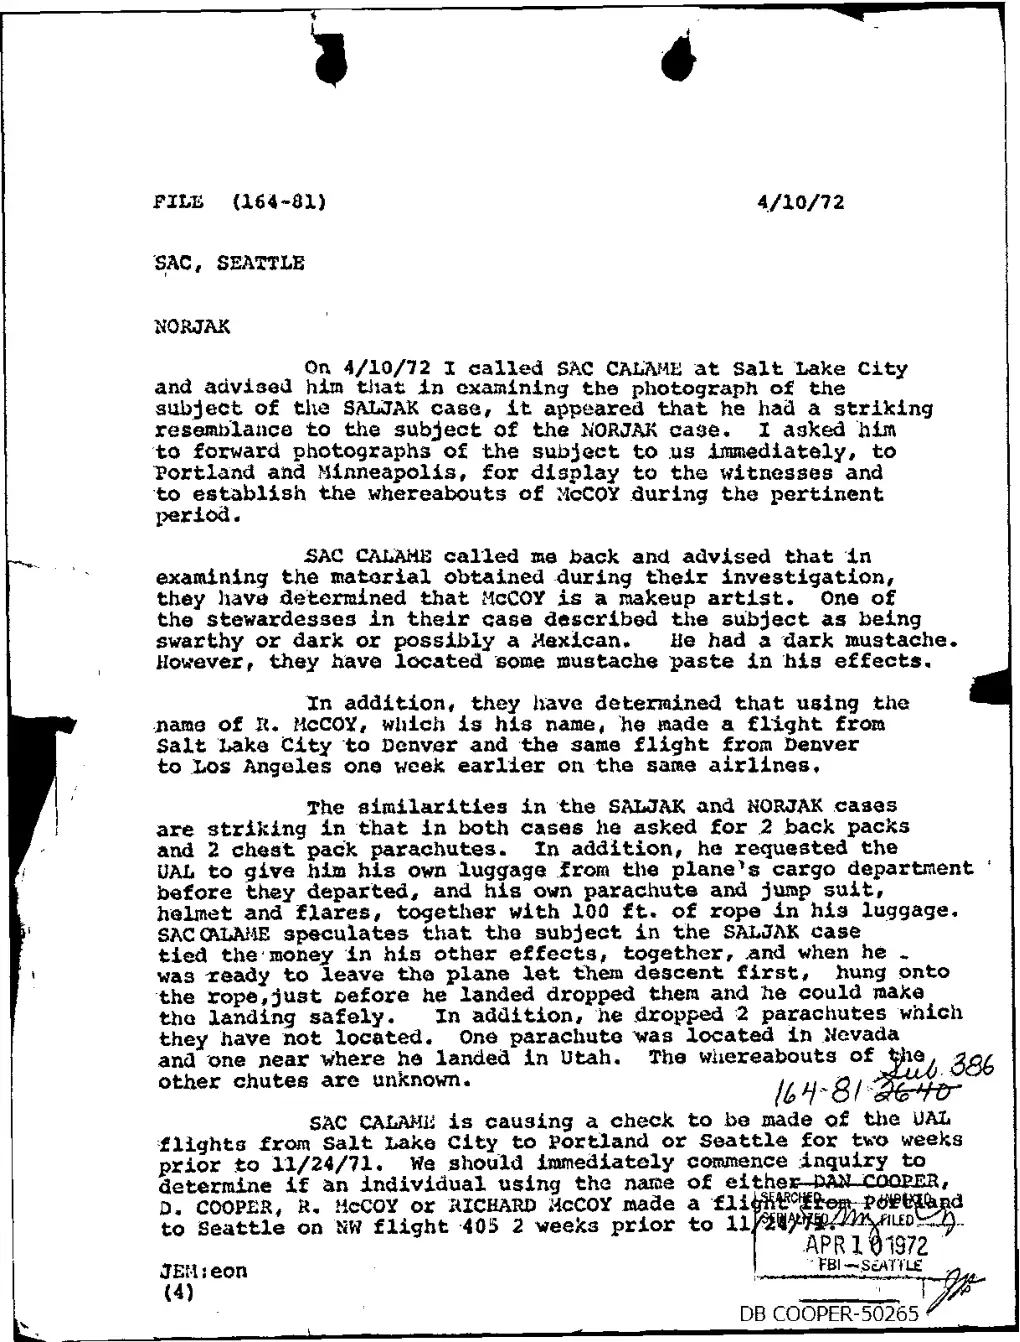 FILE (164-81) 4/10/72
SAC, SEATTLE
NORJAK
On 4/10/72 I called SAC CALAME at Salt Lake City
and advised him that in examining the photograph of the
subject of the SALJAK case, it appeared that he had a striking
resemblance to the subject of the NORJAK case. I asked him
to forward photographs of the subject to us immediately, to
Portland and Minneapolis, for display to the witnesses and
to establish the whereabouts of McCOY during the pertinent
period.
SAC CALAME called me back and advised that in
examining the material obtained during their investigation,
they have determined that McCOY is a makeup artist. One of
the stewardesses in their case described the subject as being
swarthy or dark or possibly a Mexican. He had a dark mustache.
However, they have located some mustache paste in his effects.
In addition, they have determined that using the
name of R. McCOY, which is his name, he made a flight from
Salt Lake City to Denver and the same flight from Denver
to Los Angeles one week earlier on the same airlines.
The similarities in the SALJAK and NORJAK cases
are striking in that in both cases he asked for 2 back packs
and 2 chest pack parachutes. In addition, he requested the
UAL to give him his own luggage from the plane's cargo department
before they departed, and his own parachute and jump suit,
helmet and flares, together with 100 ft. of rope in his luggage.
SAC CALAME speculates that the subject in the SALJAK case
tied the money in his other effects, together, and when he
was ready to leave the plane let them descent first, hung onto
the rope,just before he landed dropped them and he could make
the landing safely. In addition, he dropped 2 parachutes which
they have not located. One parachute was located in Nevada
and one near where he landed in Utah. The whereabouts of the
other chutes are unknown.
Sub. 386
164-81-2640
SAC CALAME is causing a check to be made of the UAL
flights from Salt Lake City to Portland or Seattle for two weeks
prior to 11/24/71. We should immediately commence inquiry to
determine if an individual using the name of either DAN COOPER,
D. COOPER, R. McCOY or RICHARD McCOY made a flight from Portland
to Seattle on NW flight 405 2 weeks prior to 11/24/71.
SEARCHED INDEXED
SERIALIZED FILED
APR 10 1972
FBI—SEATTLE
JEM:eon
(4)
DB COOPER-50265